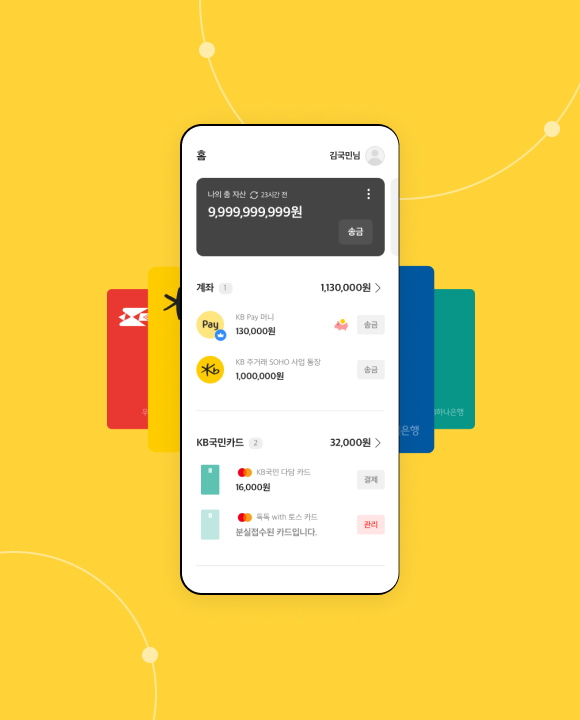 홈
김국민님
나의 총 자산 23시간 전
9,999,999,999원
송금
계좌 1
1,130,000원
Pay
KB Pay 머니
130,000원
송금
KB 주거래 SOHO 사업 통장
1,000,000원
송금
KB국민카드 2
32,000원
KB국민 다담 카드
16,000원
결제
톡톡 with 토스 카드
분실접수된 카드입니다.
관리
우
은행
하나은행